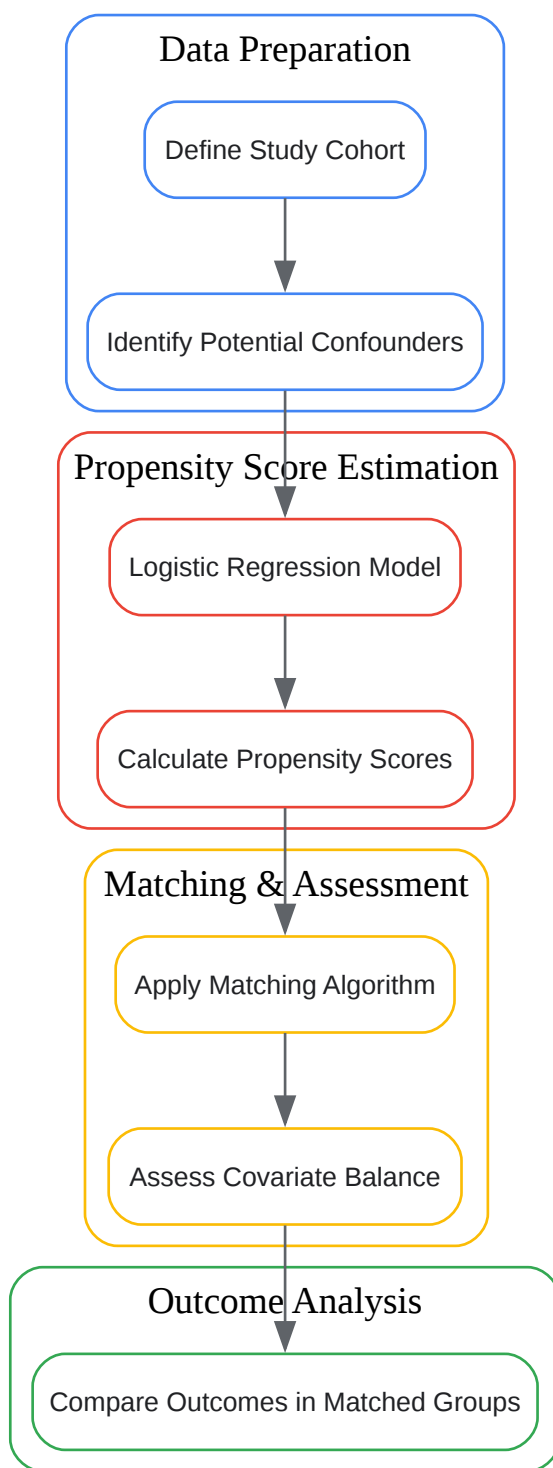 Data Preparation
Define Study Cohort
Identify Potential Confounders
Propensity Score Estimation
Logistic Regression Model
Calculate Propensity Scores
Matching & Assessment
Apply Matching Algorithm
Assess Covariate Balance
Outcome Analysis
Compare Outcomes in Matched Groups